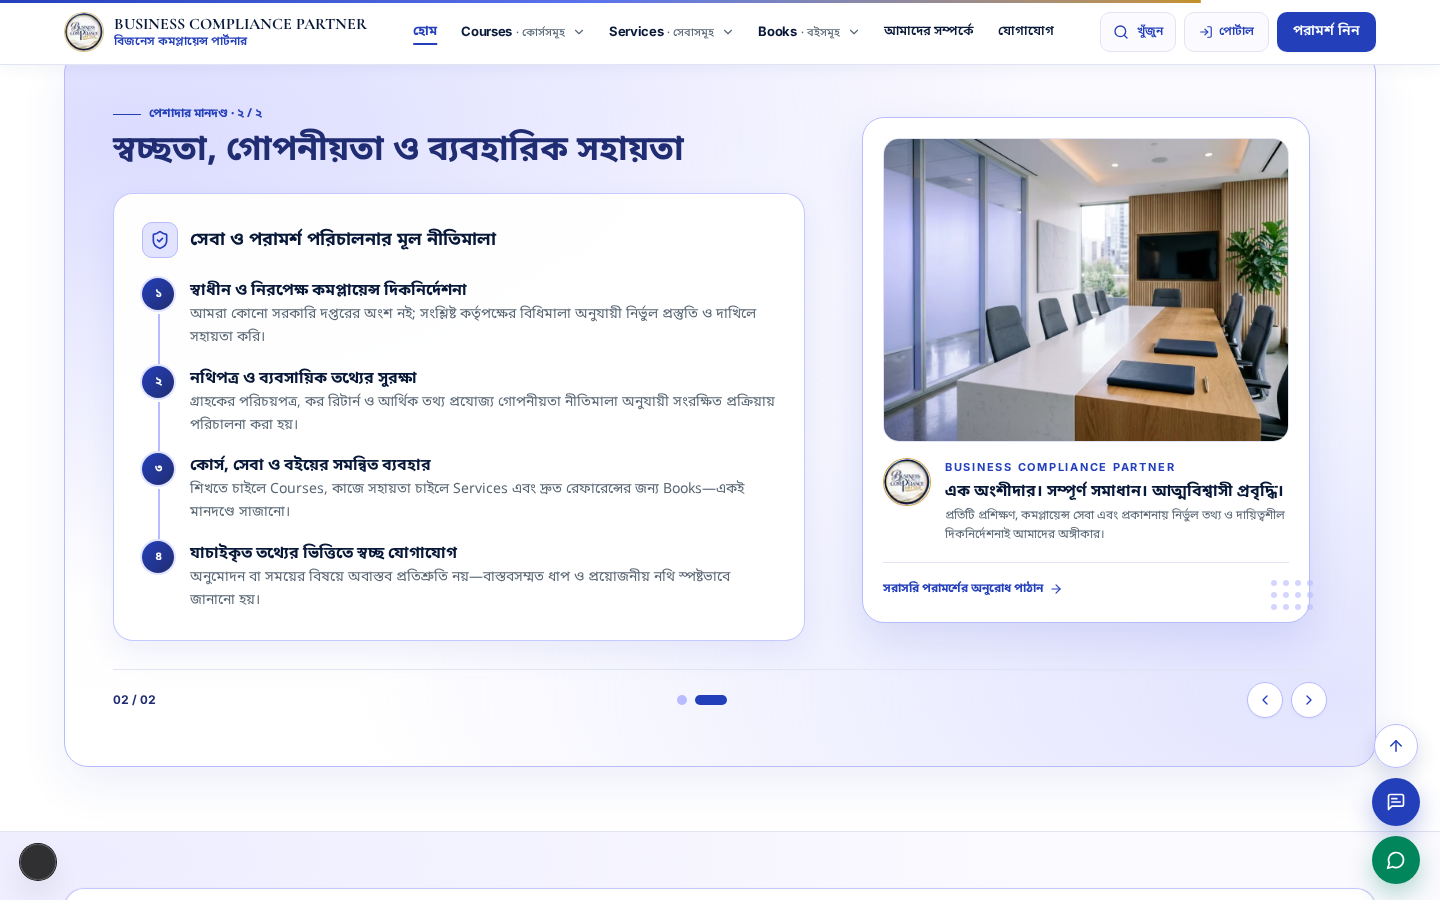 BUSINESS COMPLIANCE PARTNER
বিজনেস কমপ্লায়েন্স পার্টনার
হোম
Courses · কোর্সসমূহ
Services · সেবাসমূহ
Books · বইসমূহ
আমাদের সম্পর্কে
যোগাযোগ
খুঁজুন
পোর্টাল
পরামর্শ নিন
পেশাদার মানদণ্ড · ২ / ২
স্বচ্ছতা, গোপনীয়তা ও ব্যবহারিক সহায়তা
সেবা ও পরামর্শ পরিচালনার মূল নীতিমালা
১
স্বাধীন ও নিরপেক্ষ কমপ্লায়েন্স দিকনির্দেশনা
আমরা কোনো সরকারি দপ্তরের অংশ নই; সংশ্লিষ্ট কর্তৃপক্ষের বিধিমালা অনুযায়ী নির্ভুল প্রস্তুতি ও দাখিলে
সহায়তা করি।
২
নথিপত্র ও ব্যবসায়িক তথ্যের সুরক্ষা
গ্রাহকের পরিচয়পত্র, কর রিটার্ন ও আর্থিক তথ্য প্রযোজ্য গোপনীয়তা নীতিমালা অনুযায়ী সংরক্ষিত প্রক্রিয়ায়
পরিচালনা করা হয়।
৩
কোর্স, সেবা ও বইয়ের সমন্বিত ব্যবহার
শিখতে চাইলে Courses, কাজে সহায়তা চাইলে Services এবং দ্রুত রেফারেন্সের জন্য Books—একই
মানদণ্ডে সাজানো।
৪
যাচাইকৃত তথ্যের ভিত্তিতে স্বচ্ছ যোগাযোগ
অনুমোদন বা সময়ের বিষয়ে অবাস্তব প্রতিশ্রুতি নয়—বাস্তবসম্মত ধাপ ও প্রয়োজনীয় নথি স্পষ্টভাবে
জানানো হয়।
BUSINESS COMPLIANCE PARTNER
এক অংশীদার। সম্পূর্ণ সমাধান। আত্মবিশ্বাসী প্রবৃদ্ধি।
প্রতিটি প্রশিক্ষণ, কমপ্লায়েন্স সেবা এবং প্রকাশনায় নির্ভুল তথ্য ও দায়িত্বশীল
দিকনির্দেশনাই আমাদের অঙ্গীকার।
সরাসরি পরামর্শের অনুরোধ পাঠান
02 / 02